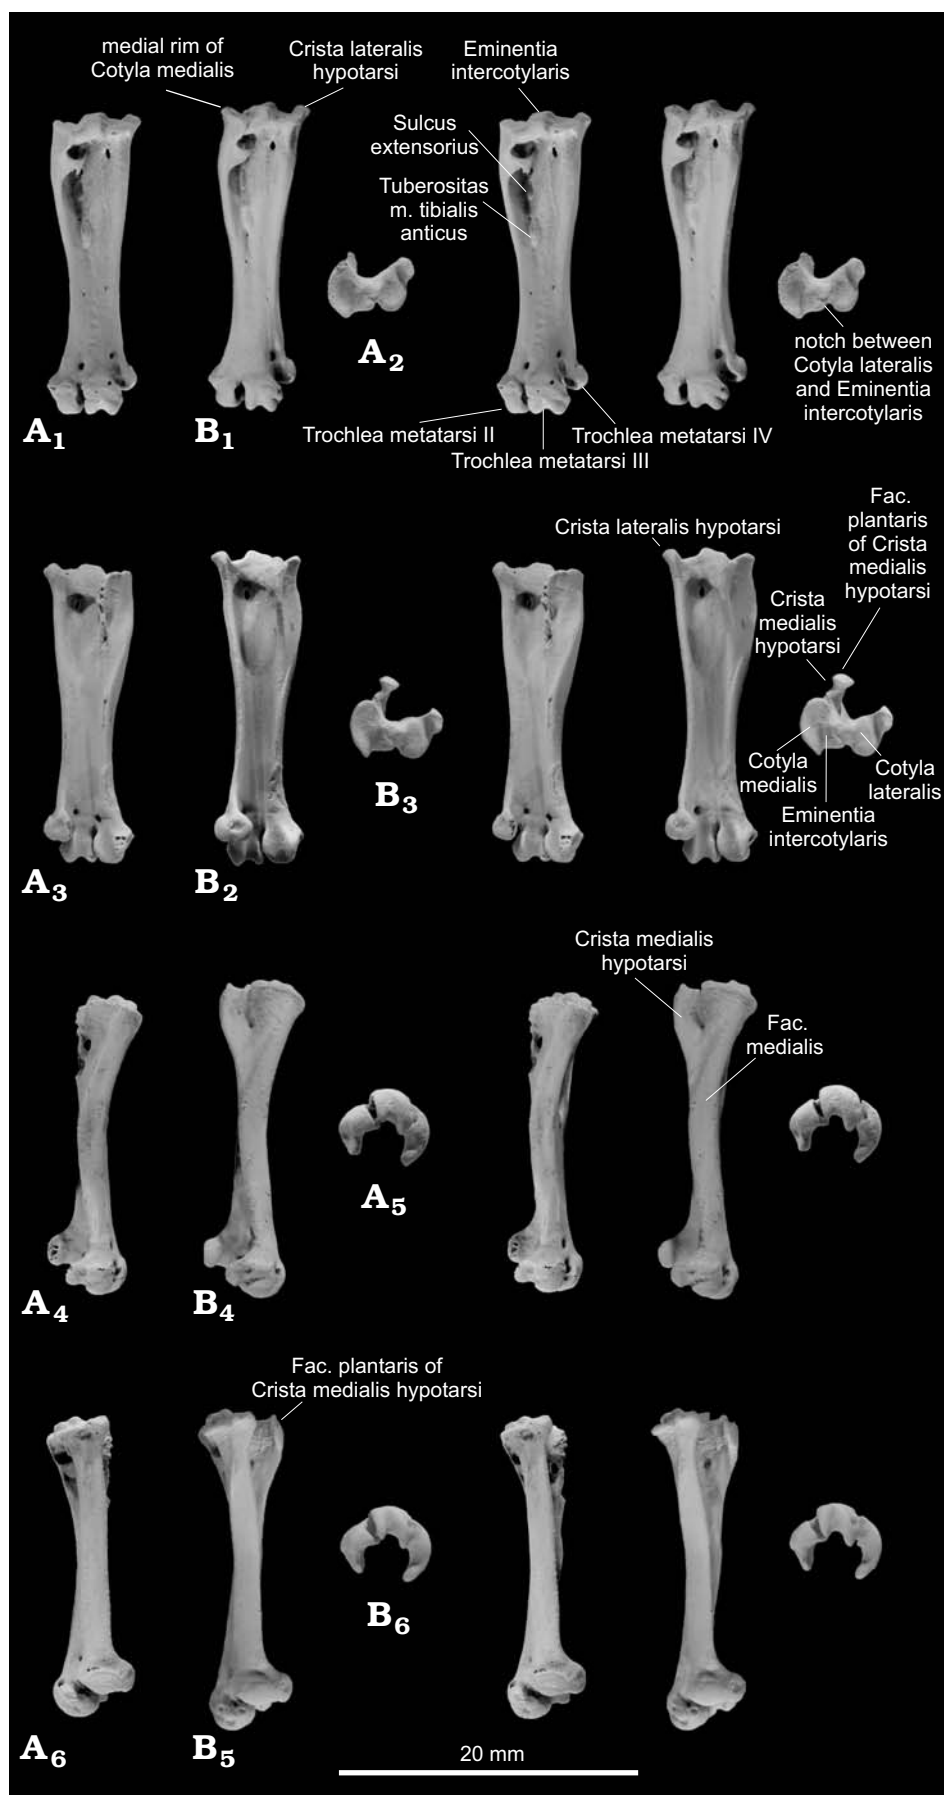 medial rim of
Cotyla medialis
Crista lateralis
hypotarsi
Eminentia
intercotylaris
Sulcus
extensorius
Tuberositas
m. tibialis
anticus
A2
notch between
Cotyla lateralis
and Eminentia
intercotylaris
A1
B1
Trochlea metatarsi II
Trochlea metatarsi IV
Trochlea metatarsi III
Fac.
plantaris
of Crista
medialis
hypotarsi
Crista lateralis hypotarsi
Crista
medialis
hypotarsi
B3
Cotyla
medialis
Cotyla
lateralis
Eminentia
intercotylaris
A3
B2
Crista medialis
hypotarsi
Fac.
medialis
A5
A4
B4
Fac. plantaris of
Crista medialis hypotarsi
B6
A6
B5
20 mm